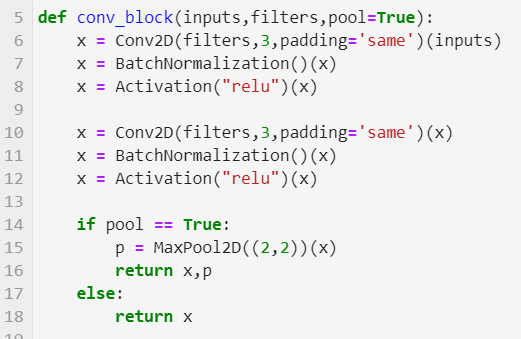 5 def conv_block(inputs,filters,pool=True):
6     x = Conv2D(filters,3,padding='same')(inputs)
7     x = BatchNormalization()(x)
8     x = Activation("relu")(x)
9
10     x = Conv2D(filters,3,padding='same')(x)
11     x = BatchNormalization()(x)
12     x = Activation("relu")(x)
13
14     if pool == True:
15         p = MaxPool2D((2,2))(x)
16         return x,p
17     else:
18         return x